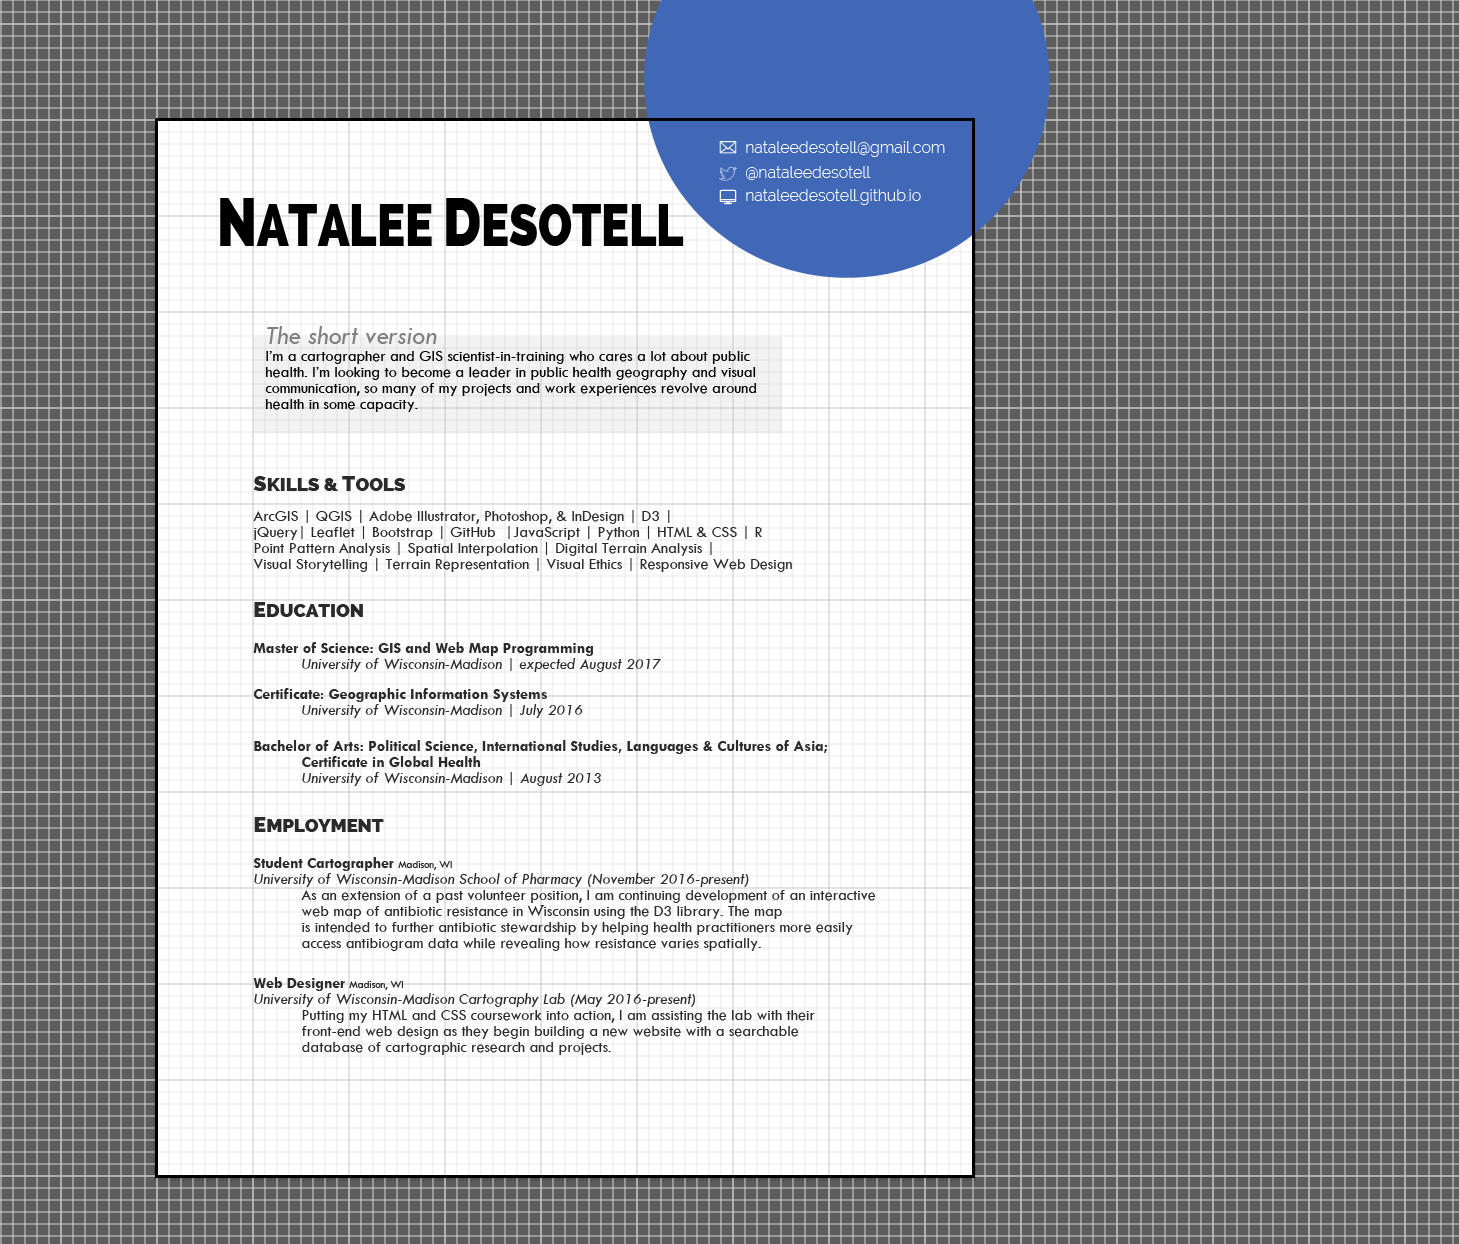 nataleedesotell@gmail.com
@nataleedesotell
nataleedesotell.github.io
NATALEE DESOTELL
The short version
I'm a cartographer and GIS scientist-in-training who cares a lot about public
health. I'm looking to become a leader in public health geography and visual
communication, so many of my projects and work experiences revolve around
health in some capacity.
SKILLS & TOOLS
ArcGIS | QGIS | Adobe Illustrator, Photoshop, & InDesign | D3 |
jQuery | Leaflet | Bootstrap | GitHub | JavaScript | Python | HTML & CSS | R
Point Pattern Analysis | Spatial Interpolation | Digital Terrain Analysis |
Visual Storytelling | Terrain Representation | Visual Ethics | Responsive Web Design
EDUCATION
Master of Science: GIS and Web Map Programming
University of Wisconsin-Madison | expected August 2017
Certificate: Geographic Information Systems
University of Wisconsin-Madison | July 2016
Bachelor of Arts: Political Science, International Studies, Languages & Cultures of Asia;
Certificate in Global Health
University of Wisconsin-Madison | August 2013
EMPLOYMENT
Student Cartographer Madison, WI
University of Wisconsin-Madison School of Pharmacy (November 2016-present)
As an extension of a past volunteer position, I am continuing development of an interactive
web map of antibiotic resistance in Wisconsin using the D3 library. The map
is intended to further antibiotic stewardship by helping health practitioners more easily
access antibiogram data while revealing how resistance varies spatially.
Web Designer Madison, WI
University of Wisconsin-Madison Cartography Lab (May 2016-present)
Putting my HTML and CSS coursework into action, I am assisting the lab with their
front-end web design as they begin building a new website with a searchable
database of cartographic research and projects.